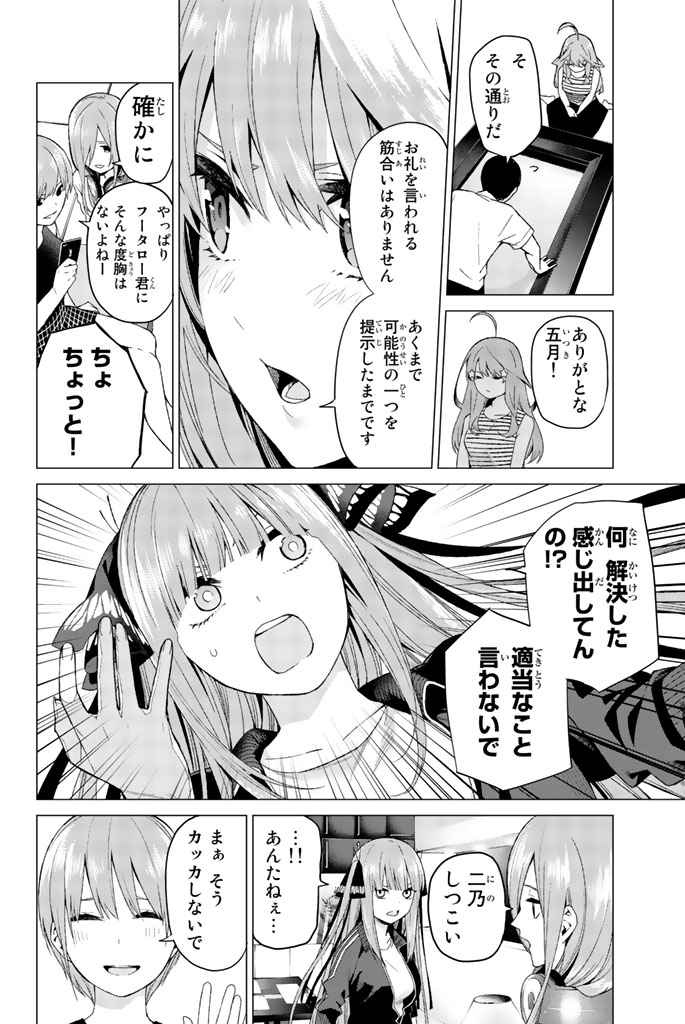 そ
その通りだ
ありがとな
五月！
お礼を言われる
筋合いはありません
あくまで
可能性の一つを
提示したまでです
確かに
やっぱり
フータロー君に
そんな度胸は
ないよねー
ちょ
ちょっと！
何 解決した
感じ出してん
の!?
適当なこと
言わないで
二乃
しつこい
…!!
あんたねぇ…
まぁ そう
カッカしないで